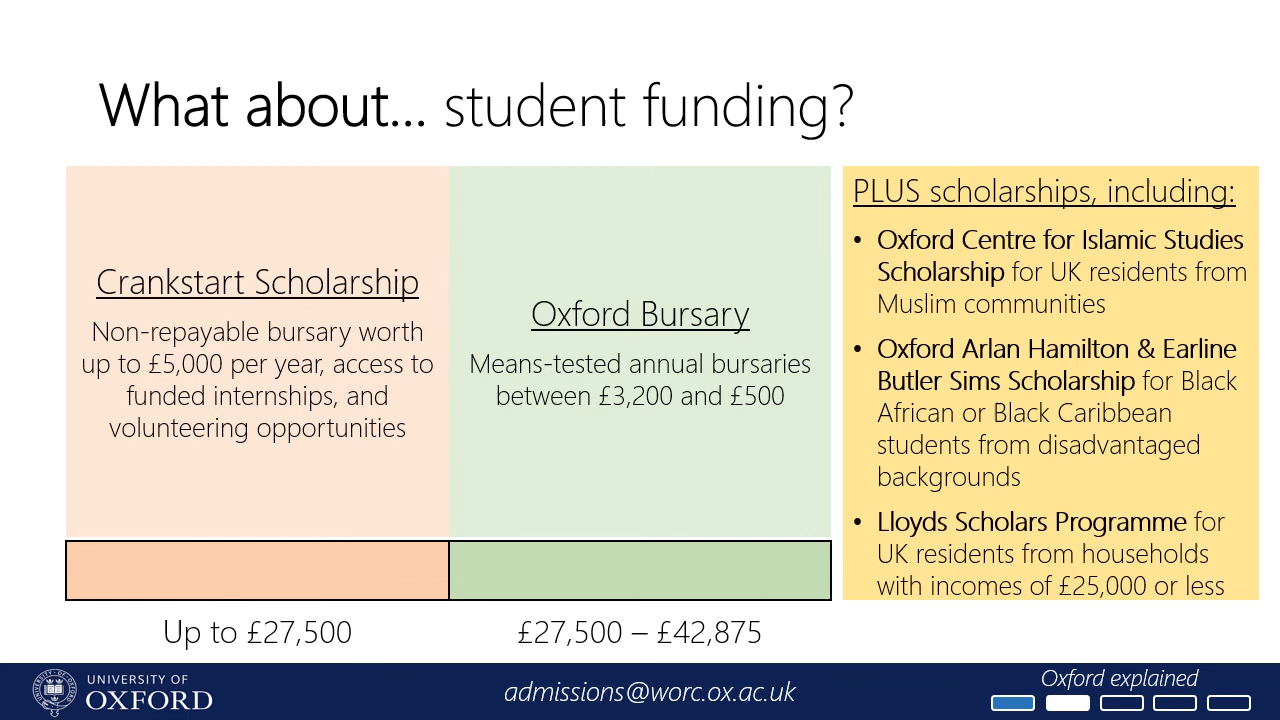 What about... student funding?
Crankstart Scholarship
Non-repayable bursary worth
up to £5,000 per year, access to
funded internships, and
volunteering opportunities
Oxford Bursary
Means-tested annual bursaries
between £3,200 and £500
PLUS scholarships, including:
• Oxford Centre for Islamic Studies
Scholarship for UK residents from
Muslim communities
• Oxford Arlan Hamilton & Earline
Butler Sims Scholarship for Black
African or Black Caribbean
students from disadvantaged
backgrounds
• Lloyds Scholars Programme for
UK residents from households
with incomes of £25,000 or less
Up to £27,500
£27,500 – £42,875
UNIVERSITY OF
OXFORD
admissions@worc.ox.ac.uk
Oxford explained